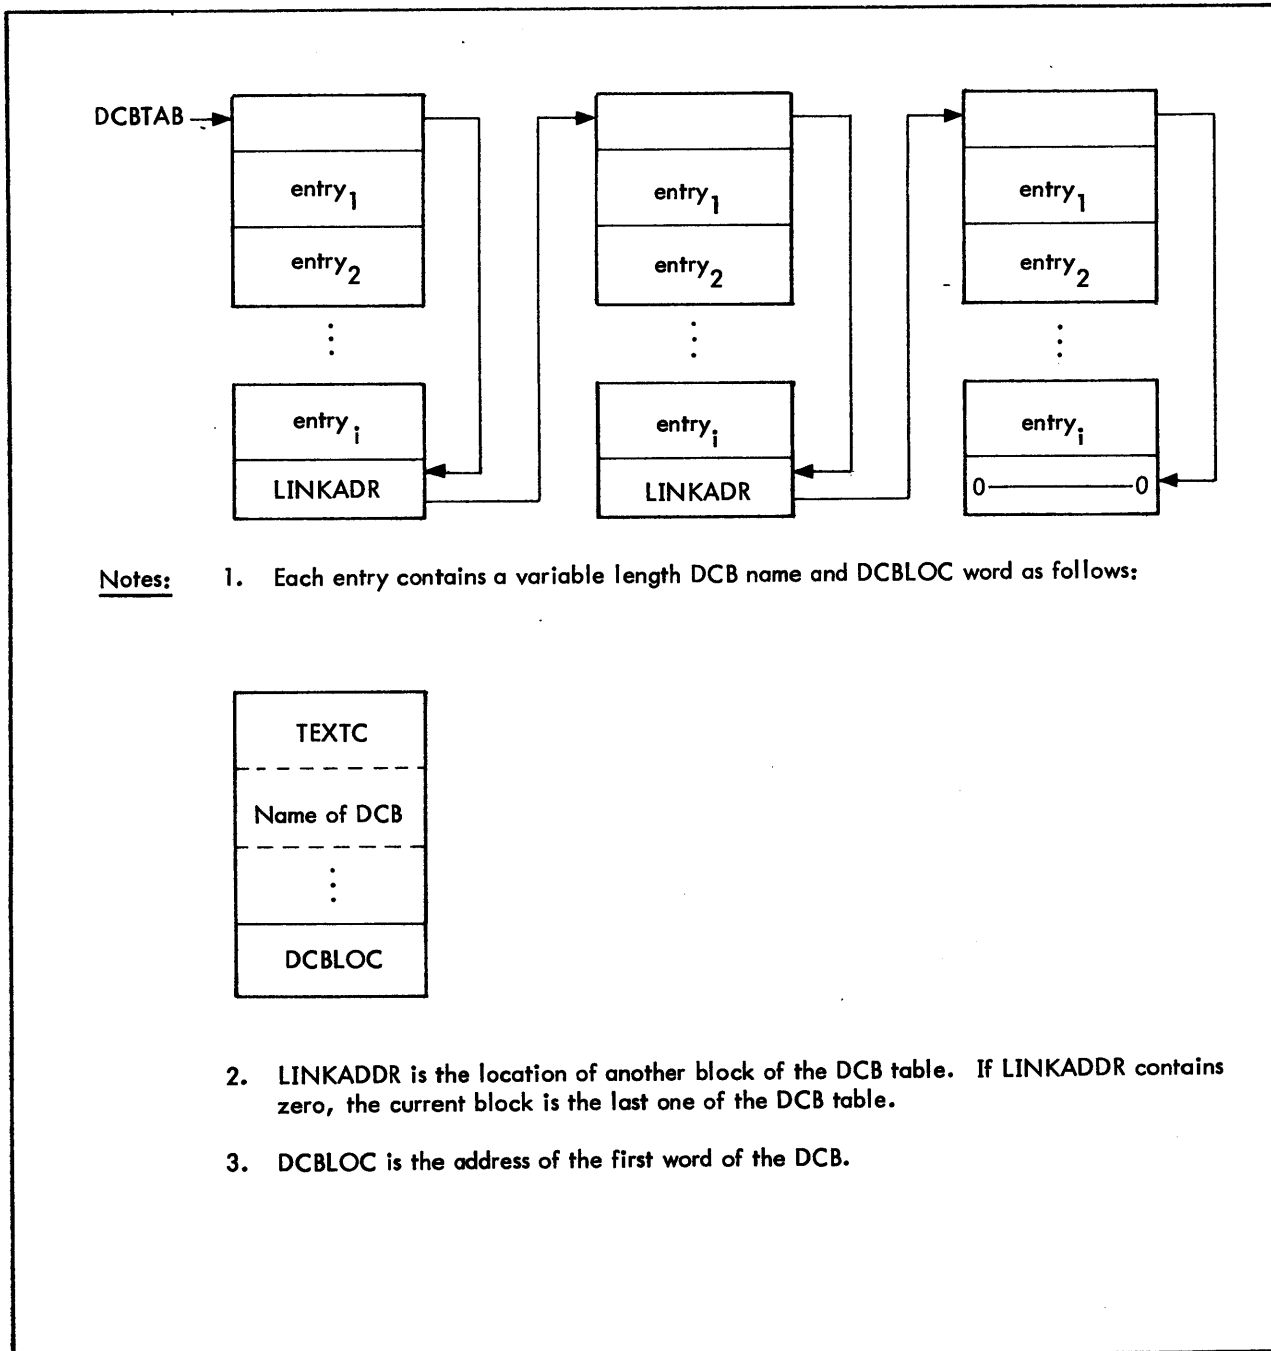 DCBTAB
entry1
entry2
⋮
entryi
LINKADR
entry1
entry2
⋮
entryi
LINKADR
entry1
entry2
⋮
entryi
0 0
Notes: 1. Each entry contains a variable length DCB name and DCBLOC word as follows:
TEXTC
Name of DCB
⋮
DCBLOC
2. LINKADDR is the location of another block of the DCB table. If LINKADDR contains
zero, the current block is the last one of the DCB table.
3. DCBLOC is the address of the first word of the DCB.